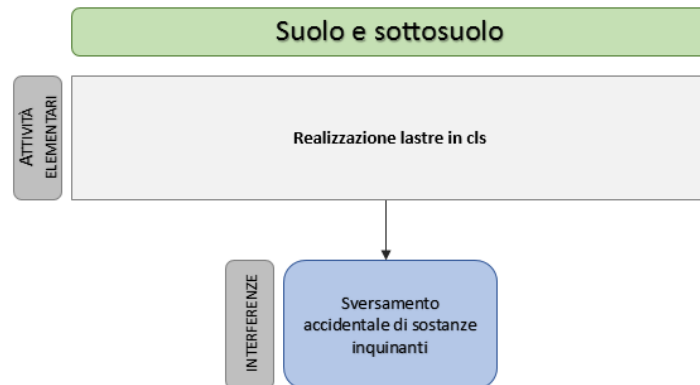 Suolo e sottosuolo
ATTIVITÀ
ELEMENTARI
Realizzazione lastre in cls
INTERFERENZE
Sversamento
accidentale di sostanze
inquinanti